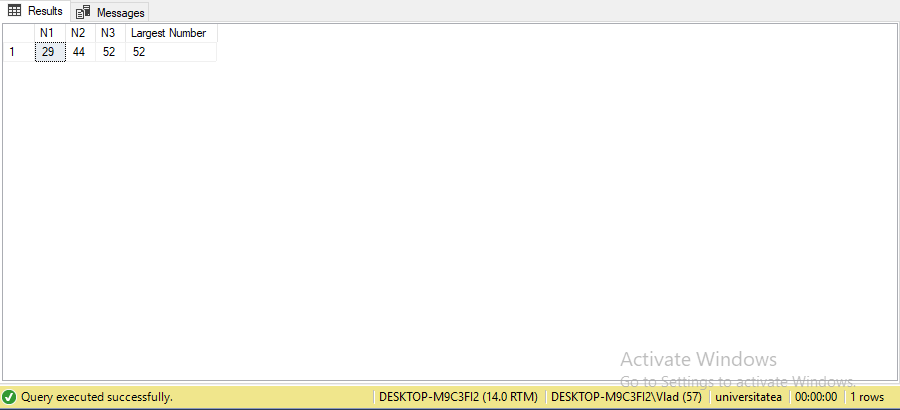 Results Messages
N1 N2 N3 Largest Number
1 29 44 52 52
Activate Windows
Go to Settings to activate Windows.
Query executed successfully. DESKTOP-M9C3FI2 (14.0 RTM) DESKTOP-M9C3FI2\Vlad (57) universitatea 00:00:00 1 rows